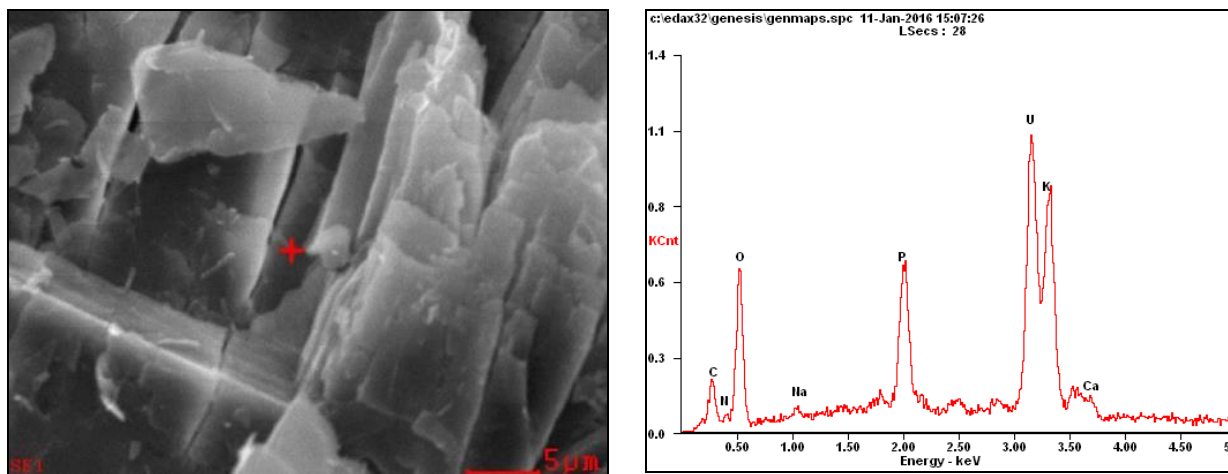 SE1
5µm
c:\edax32\genesis\genmaps.spc 11-Jan-2016 15:07:26
LSecs : 28
1.4
1.1
0.8
KCnt
0.6
0.3
0.0
C
N
O
Na
P
U
K
Ca
0.50 1.00 1.50 2.00 2.50 3.00 3.50 4.00 4.50 5
Energy - keV